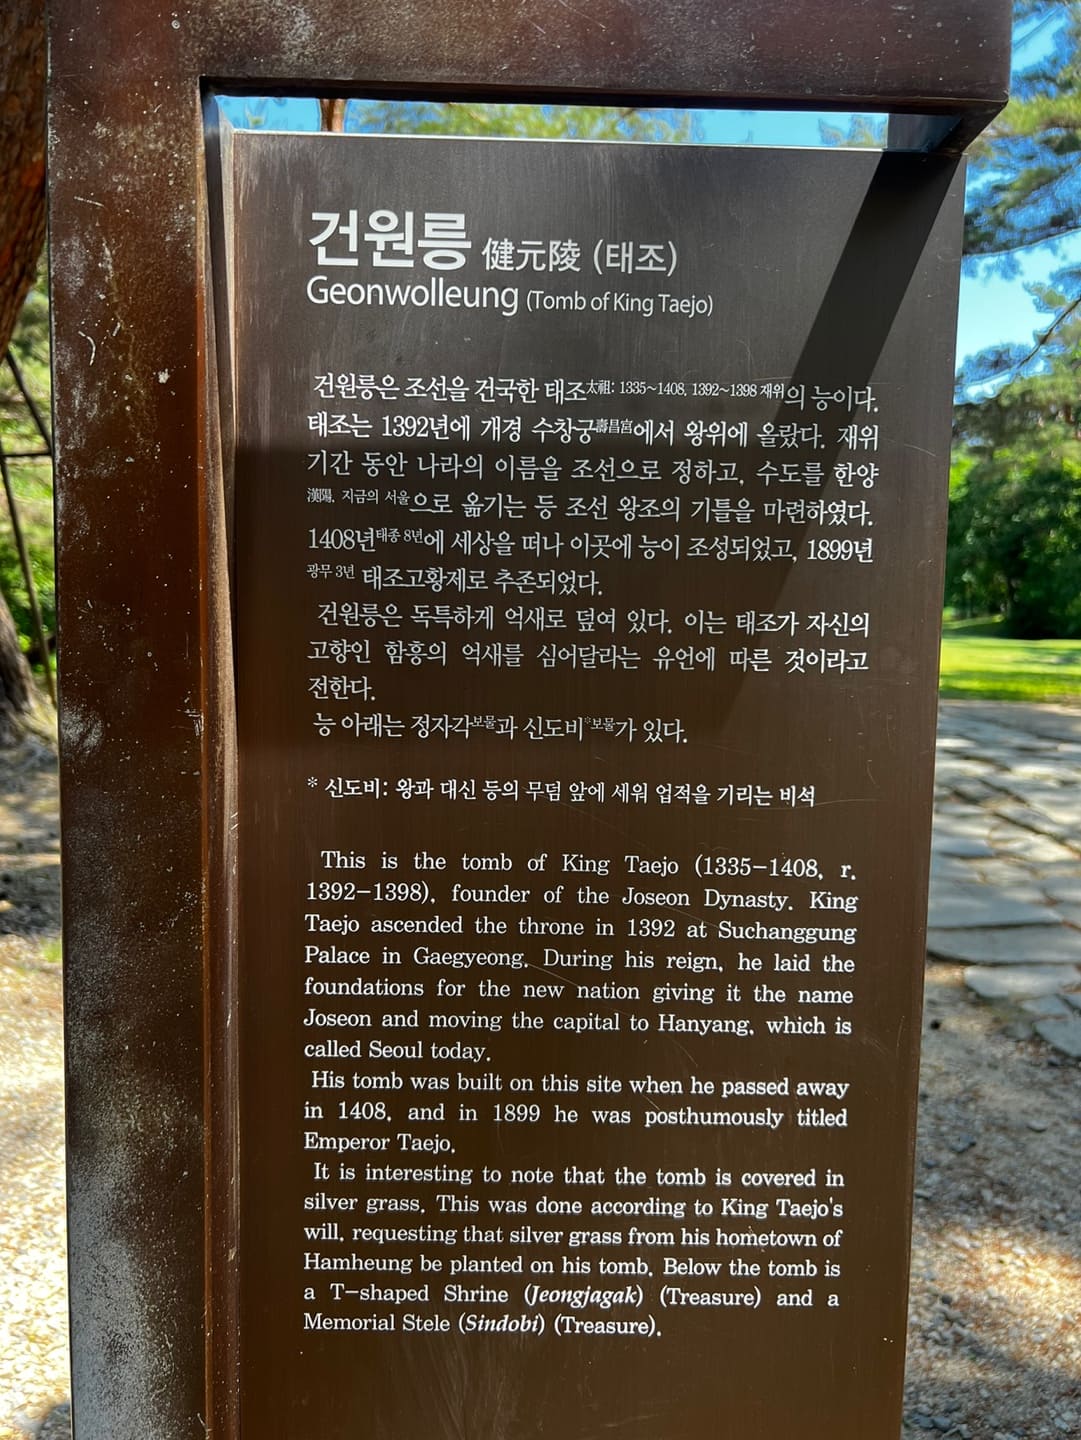 건원릉 健元陵 (태조)
Geonwolleung (Tomb of King Taejo)
건원릉은 조선을 건국한 태조太祖: 1335~1408, 1392~1398 재위의 능이다.
태조는 1392년에 개경 수창궁壽昌宮에서 왕위에 올랐다. 재위
기간 동안 나라의 이름을 조선으로 정하고, 수도를 한양
漢陽, 지금의 서울으로 옮기는 등 조선 왕조의 기틀을 마련하였다.
1408년태종 8년에 세상을 떠나 이곳에 능이 조성되었고, 1899년
광무 3년 태조고황제로 추존되었다.
건원릉은 독특하게 억새로 덮여 있다. 이는 태조가 자신의
고향인 함흥의 억새를 심어달라는 유언에 따른 것이라고
전한다.
능 아래는 정자각보물과 신도비*보물가 있다.
* 신도비: 왕과 대신 등의 무덤 앞에 세워 업적을 기리는 비석
This is the tomb of King Taejo (1335-1408, r.
1392-1398), founder of the Joseon Dynasty. King
Taejo ascended the throne in 1392 at Suchanggung
Palace in Gaegyeong. During his reign, he laid the
foundations for the new nation giving it the name
Joseon and moving the capital to Hanyang, which is
called Seoul today.
His tomb was built on this site when he passed away
in 1408, and in 1899 he was posthumously titled
Emperor Taejo.
It is interesting to note that the tomb is covered in
silver grass. This was done according to King Taejo's
will, requesting that silver grass from his hometown of
Hamheung be planted on his tomb. Below the tomb is
a T-shaped Shrine (Jeongjagak) (Treasure) and a
Memorial Stele (Sindobi) (Treasure).